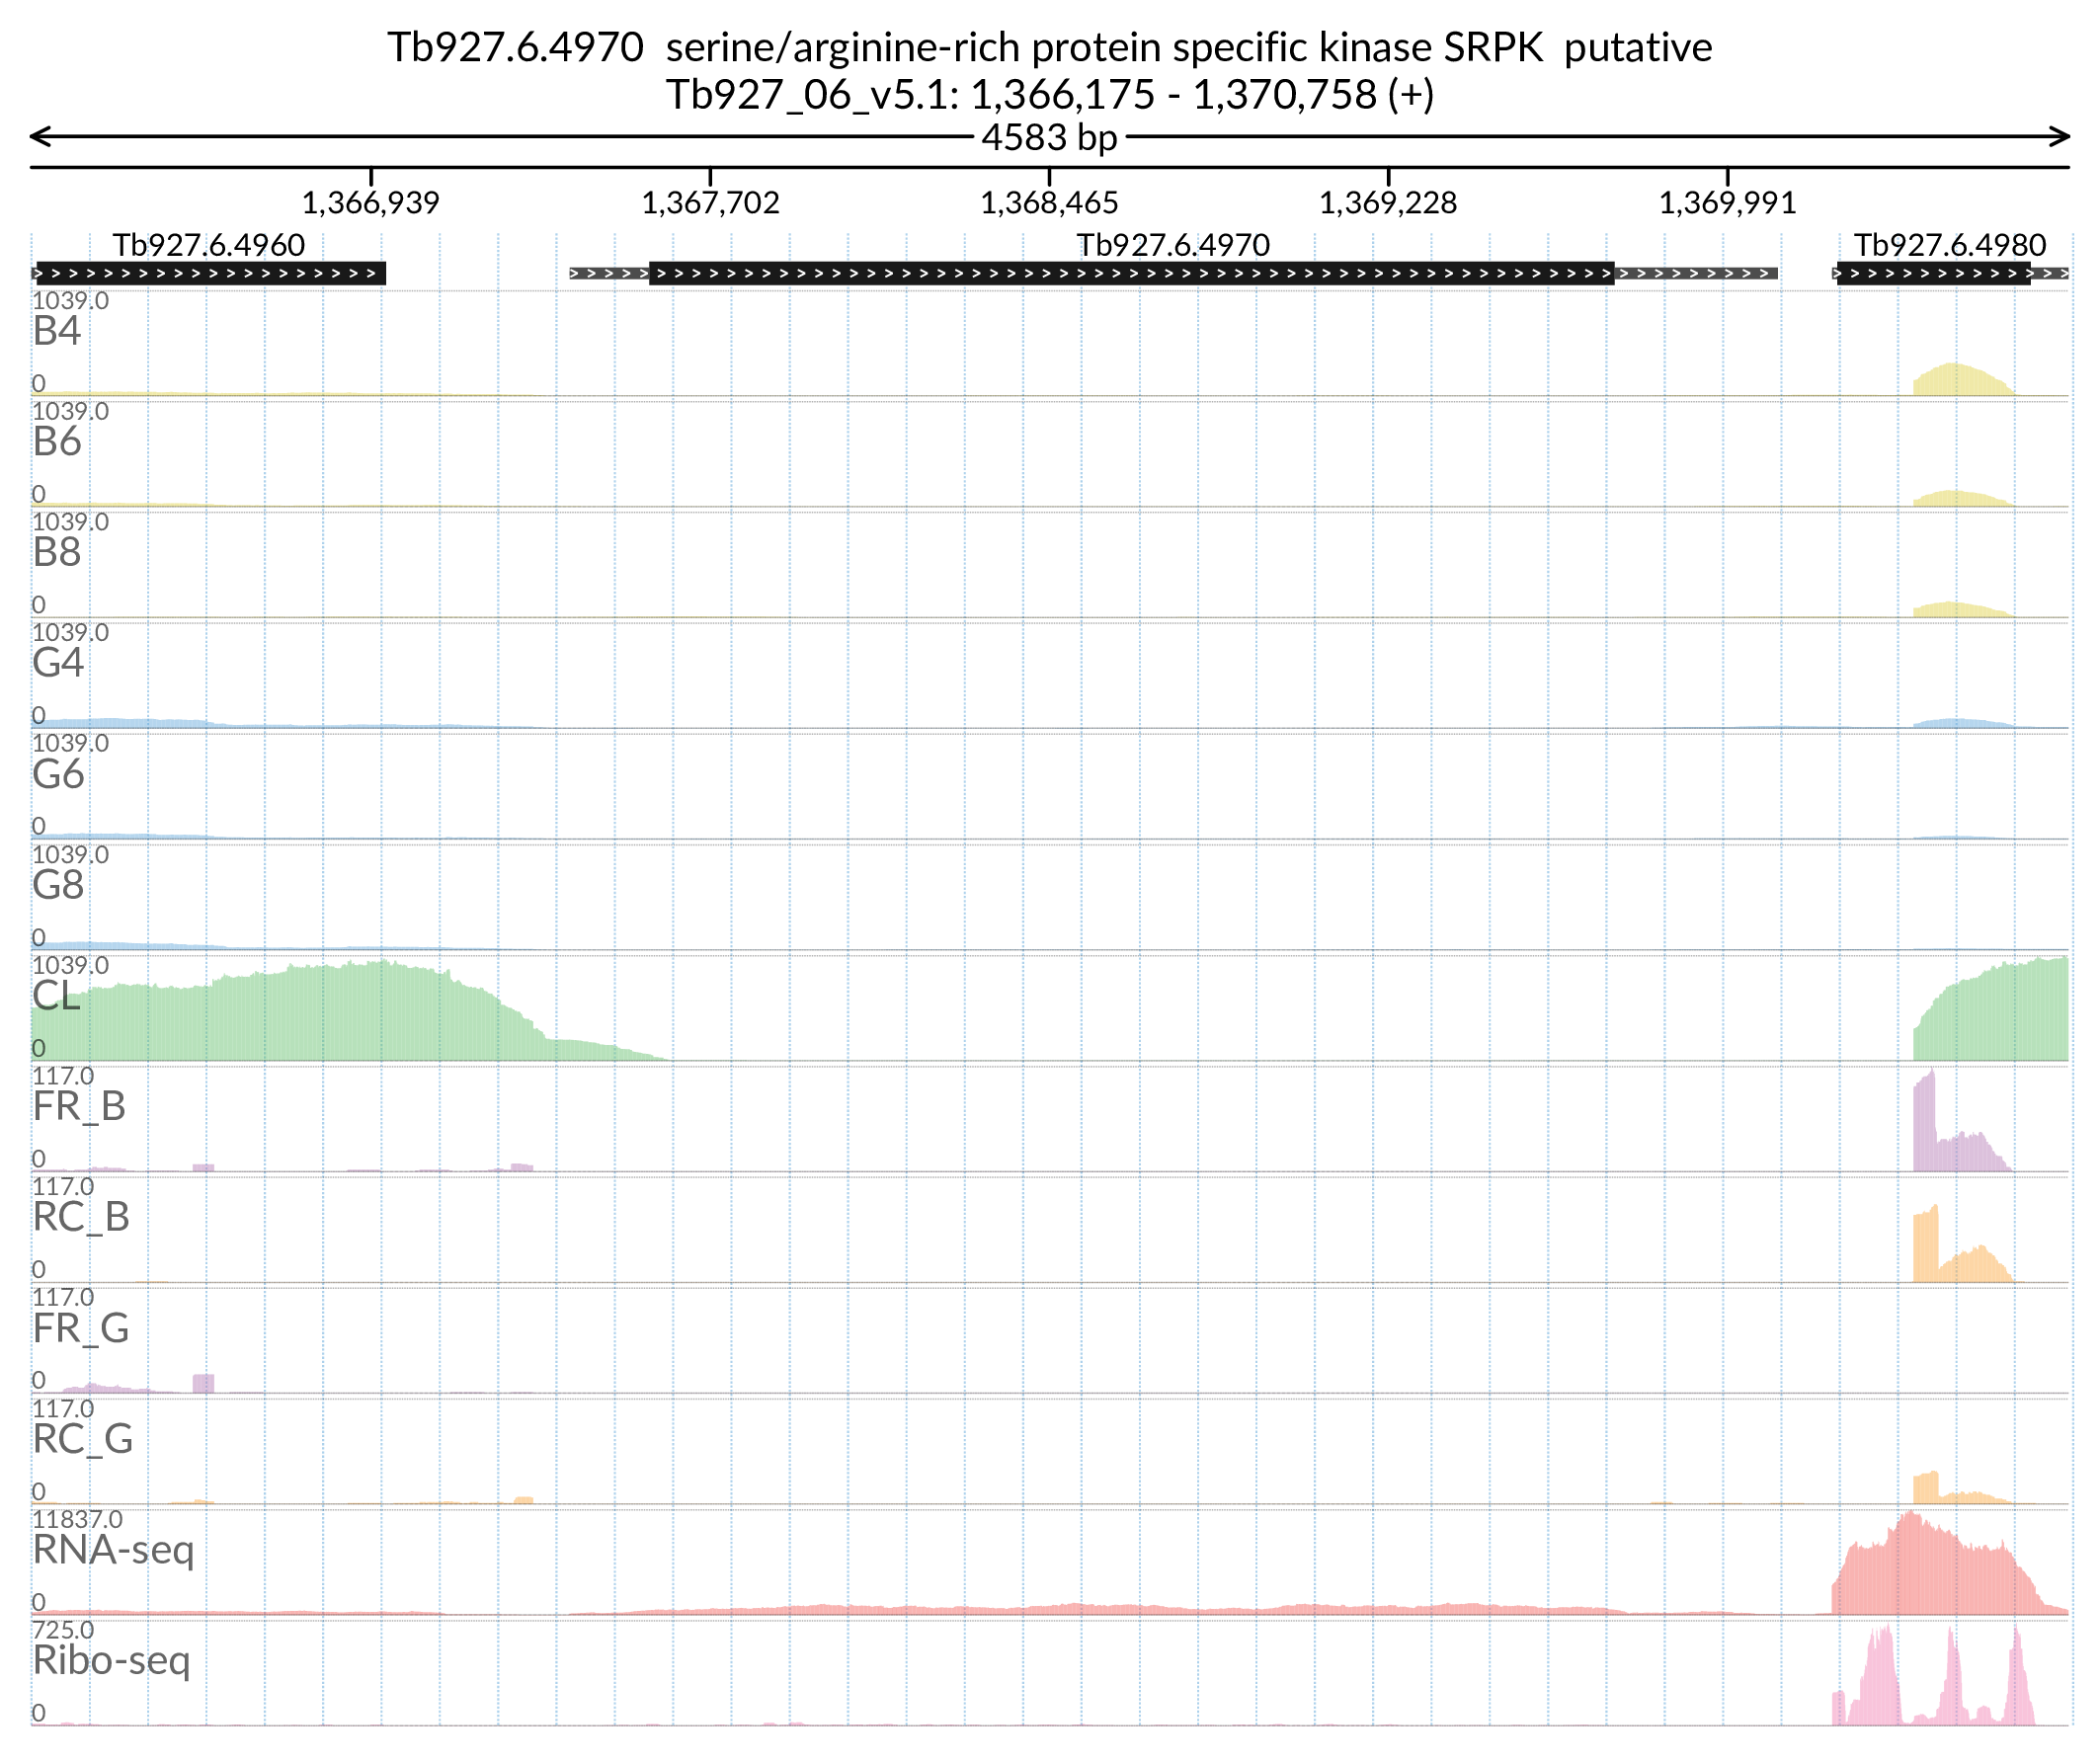 Tb927.6.4970 serine/arginine-rich protein specific kinase SRPK putative
Tb927_06_v5.1: 1,366,175 - 1,370,758 (+)
4583 bp
1,366,939 1,367,702 1,368,465 1,369,228 1,369,991
Tb927.6.4960 Tb927.6.4970 Tb927.6.4980
1039.0
B4
0
1039.0
B6
0
1039.0
B8
0
1039.0
G4
0
1039.0
G6
0
1039.0
G8
0
1039.0
CL
0
117.0
FR_B
0
117.0
RC_B
0
117.0
FR_G
0
117.0
RC_G
0
11837.0
RNA-seq
0
725.0
Ribo-seq
0